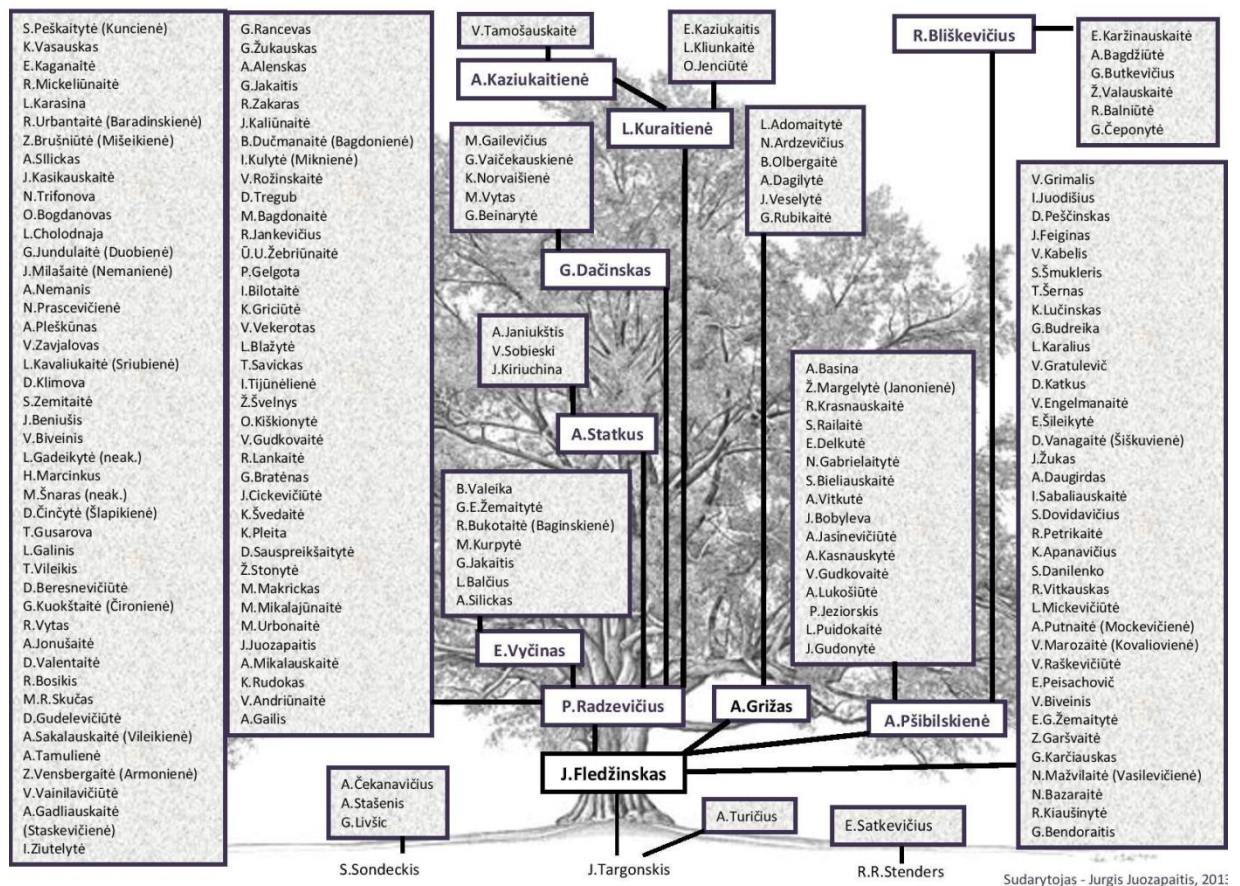 S.Peškaitytė (Kuncienė)
K.Vasauskas
E.Kaganaitė
R.Mickeliūnaitė
L.Karasina
R.Urbantaitė (Baradinskienė)
Z.Brušniūtė (Mišeikienė)
A.SIlickas
J.Kasikauskaitė
N.Trifonova
O.Bogdanovas
L.Cholodnaja
G.Jundulaitė (Duobienė)
J.Milašaitė (Nemanienė)
A.Nemanis
N.Prascevičienė
A.Pleškūnas
V.Zavjalovas
L.Kavaliukaitė (Sriubienė)
D.Klimova
S.Zemitaitė
J.Beniušis
V.Biveinis
L.Gadeikytė (neak.)
H.Marcinkus
M.Šnaras (neak.)
D.Činčytė (Šlapikienė)
T.Gusarova
L.Galinis
T.Vileikis
D.Beresnevičiūtė
G.Kuokštaitė (Čironienė)
R.Vytas
A.Jonušaitė
D.Valentaitė
R.Bosikis
M.R.Skučas
D.Gudelevičiūtė
A.Sakalauskaitė (Vileikienė)
A.Tamulienė
Z.Vensbergaitė (Armonienė)
V.Vainilavičiūtė
A.Gadliauskaitė
(Staskevičienė)
I.Ziutelytė
G.Rancevas
G.Žukauskas
A.Alenskas
G.Jakaitis
R.Zakaras
J.Kaliūnaitė
B.Dučmanaitė (Bagdonienė)
I.Kulytė (Miknienė)
V.Rožinskaitė
D.Tregub
M.Bagdonaitė
R.Jankevičius
Ū.U.Žebriūnaitė
P.Gelgota
I.Bilotaitė
K.Griciūtė
V.Vekerotas
L.Blažytė
T.Savickas
I.Tijūnėlienė
Ž.Švelnys
O.Kiškionytė
V.Gudkovaitė
R.Lankaitė
G.Bratėnas
J.Cickevičiūtė
K.Švedaitė
K.Pleita
D.Sauspreikšaitytė
Ž.Stonytė
M.Makrickas
M.Mikalajūnaitė
M.Urbonaitė
J.Juozapaitis
A.Mikalauskaitė
K.Rudokas
V.Andriūnaitė
A.Gailis
V.Tamošauskaitė
A.Kaziukaitienė
E.Kaziukaitis
L.Kliunkaitė
O.Jenciūtė
L.Kuraitienė
M.Gailevičius
G.Vaičekauskienė
K.Norvaišienė
M.Vytas
G.Beinarytė
G.Dačinskas
A.Janiukštis
V.Sobieski
J.Kiriuchina
A.Statkus
B.Valeika
G.E.Žemaitytė
R.Bukotaitė (Baginskienė)
M.Kurpytė
G.Jakaitis
L.Balčius
A.Silickas
E.Vyčinas
P.Radzevičius
L.Adomaitytė
N.Ardzevičius
B.Olbergaitė
A.Dagilytė
J.Veselytė
G.Rubikaitė
A.Grižas
R.Bliškevičius
E.Karžinauskaitė
A.Bagdžiūtė
G.Butkevičius
Ž.Valauskaitė
R.Balniūtė
G.Čeponytė
A.Basina
Ž.Margelytė (Janonienė)
R.Krasnauskaitė
S.Railaitė
E.Delkutė
N.Gabrielaitytė
S.Bieliauskaitė
A.Vitkutė
J.Bobyleva
A.Jasinevičiūtė
A.Kasnauskytė
V.Gudkovaitė
A.Lukošiūtė
P.Jeziorskis
L.Puidokaitė
J.Gudonytė
A.Pšibilskienė
V.Grimalis
I.Juodišius
D.Peščinskas
J.Feiginas
V.Kabelis
S.Šmukleris
T.Šernas
K.Lučinskas
G.Budreika
L.Karalius
V.Gratulevič
D.Katkus
V.Engelmanaitė
E.Šileikytė
D.Vanagaitė (Šiškuvienė)
J.Žukas
A.Daugirdas
I.Sabaliauskaitė
S.Dovidavičius
R.Petrikaitė
K.Apanavičius
S.Danilenko
R.Vitkauskas
L.Mickevičiūtė
A.Putnaitė (Mockevičienė)
V.Marozaitė (Kovaliovienė)
V.Raškevičiūtė
E.Peisachovič
V.Biveinis
E.G.Žemaitytė
Z.Garšvaitė
G.Karčiauskas
N.Mažvilaitė (Vasilevičienė)
N.Bazaraitė
R.Kiaušinytė
G.Bendoraitis
J.Fledžinskas
A.Čekanavičius
A.Stašenis
G.Livšic
S.Sondeckis
J.Targonskis
A.Turičius
E.Satkevičius
R.R.Stenders
Sudarytojas - Jurgis Juozapaitis, 2013